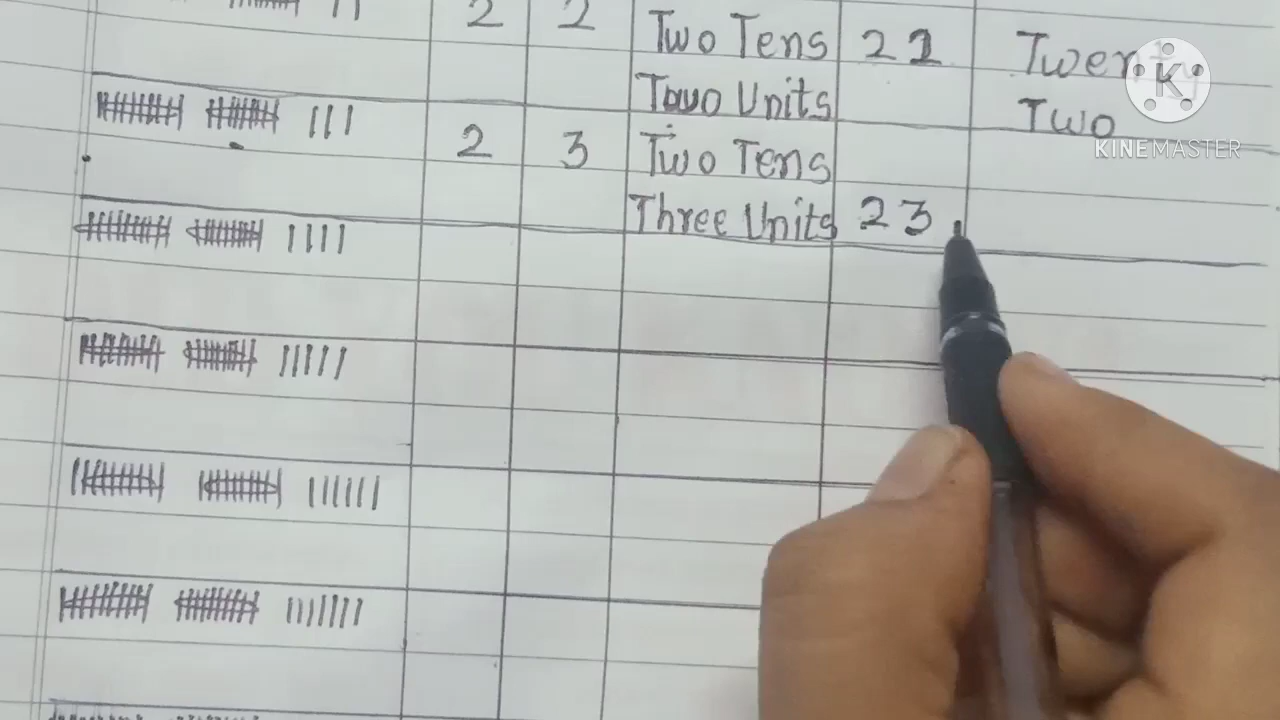 2 2 Two Tens 22 Twenty
Two Units Two
2 3 Two Tens
Three Units 23
K
KINEMASTER